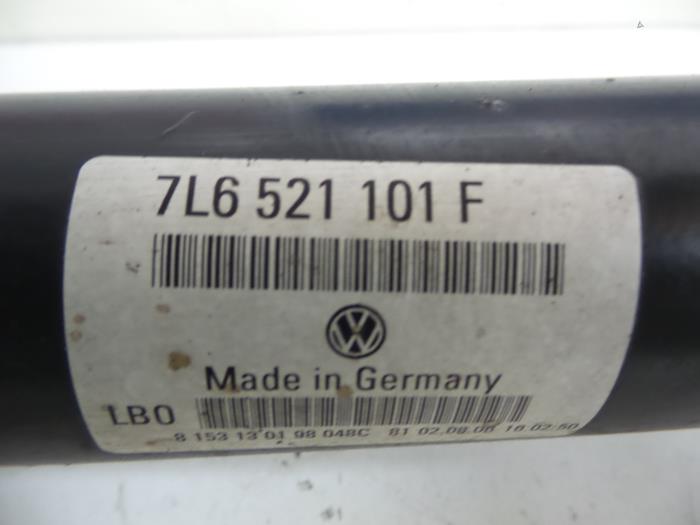 7L6 521 101 F
Made in Germany
LBO
8 153 13 01 98 048C 81 02.08.06 16:02:50